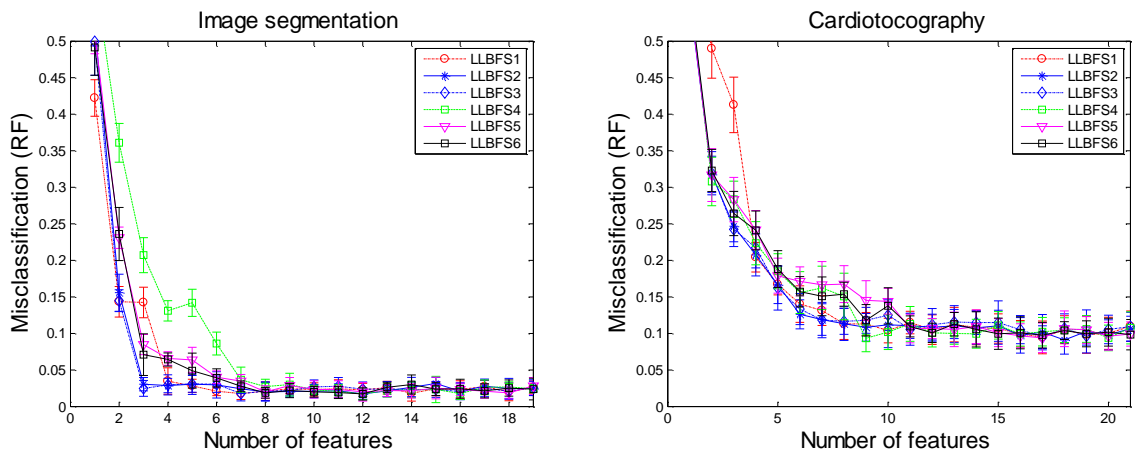 Image segmentation
Misclassification (RF)
0.5
0.45
0.4
0.35
0.3
0.25
0.2
0.15
0.1
0.05
0
2
4
6
8
10
12
14
16
18
Number of features
LLBFS1
LLBFS2
LLBFS3
LLBFS4
LLBFS5
LLBFS6
Cardiotocography
Misclassification (RF)
0.5
0.45
0.4
0.35
0.3
0.25
0.2
0.15
0.1
0.05
0
5
10
15
20
Number of features
LLBFS1
LLBFS2
LLBFS3
LLBFS4
LLBFS5
LLBFS6